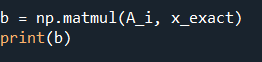 b = np.matmul(A_i, x_exact)
print(b)